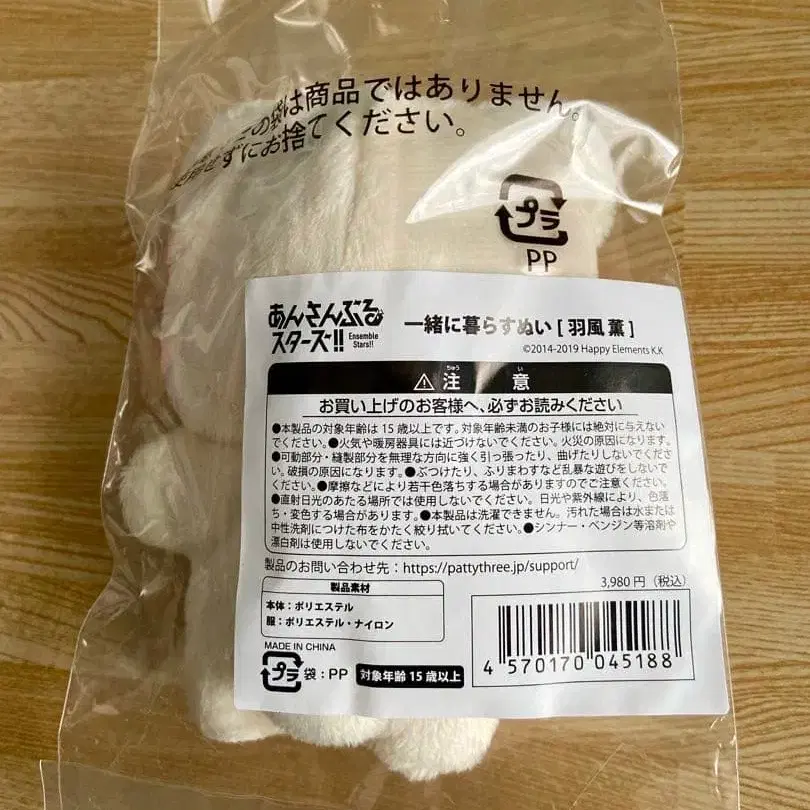 の袋は商品ではありません。
ずにお捨てください。
プラ
PP
あんさんぶる
スターズ!!
Ensemble
Stars!!
一緒に暮らすぬい [ 羽風 薫 ]
©2014-2019 Happy Elements K.K
ちゅう い
⚠注 意
お買い上げのお客様へ、必ずお読みください
●本製品の対象年齢は15歳以上です。対象年齢未満のお子様には絶対に与えない
でください。●火気や暖房器具には近づけないでください。火災の原因になります。
●可動部分・縫製部分を無理な方向に強く引っ張ったり、曲げたりしないでくださ
い。破損の原因になります。●ぶつけたり、ふりまわすなど乱暴な遊びをしないで
ください。●摩擦などにより若干色落ちする場合がありますのでご注意ください。
●直射日光のあたる場所では使用しないでください。日光や紫外線により、色落
ち・変色する場合があります。●本製品は洗濯できません。汚れた場合は水または
中性洗剤につけた布をかたく絞り拭いてください。●シンナー・ベンジン等溶剤や
漂白剤は使用しないでください。
製品のお問い合わせ先：https://pattythree.jp/support/
3,980円（税込）
製品素材
本体：ポリエステル
服：ポリエステル・ナイロン
MADE IN CHINA
プラ 袋：PP
対象年齢15歳以上
4 570170 045188